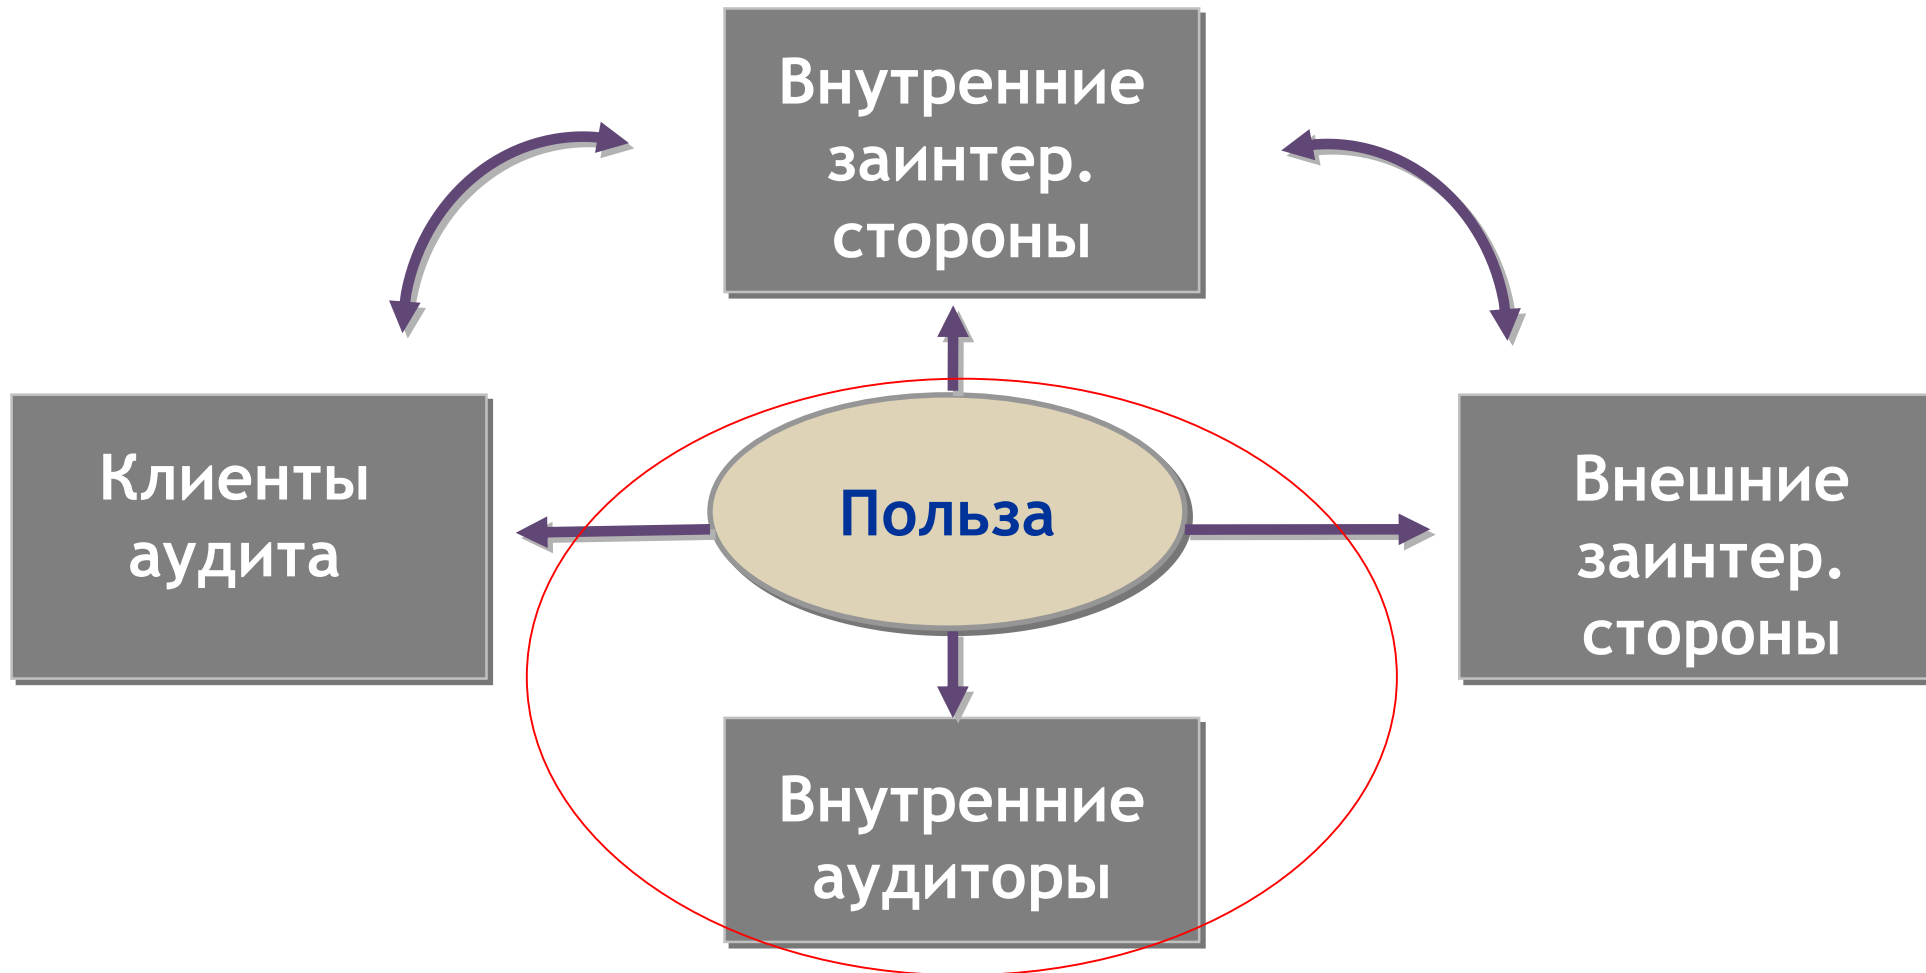 Внутренние
заинтер.
стороны
Клиенты
аудита
Польза
Внешние
заинтер.
стороны
Внутренние
аудиторы